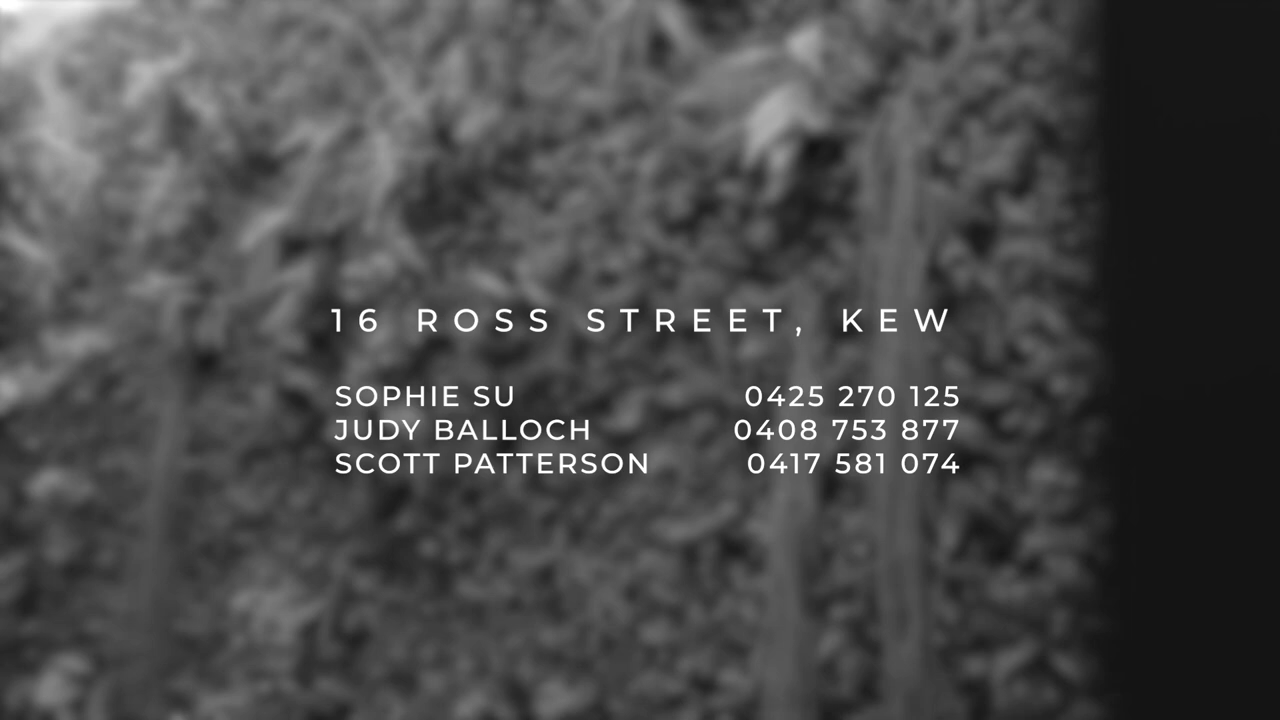 16 ROSS STREET, KEW
SOPHIE SU 0425 270 125
JUDY BALLOCH 0408 753 877
SCOTT PATTERSON 0417 581 074